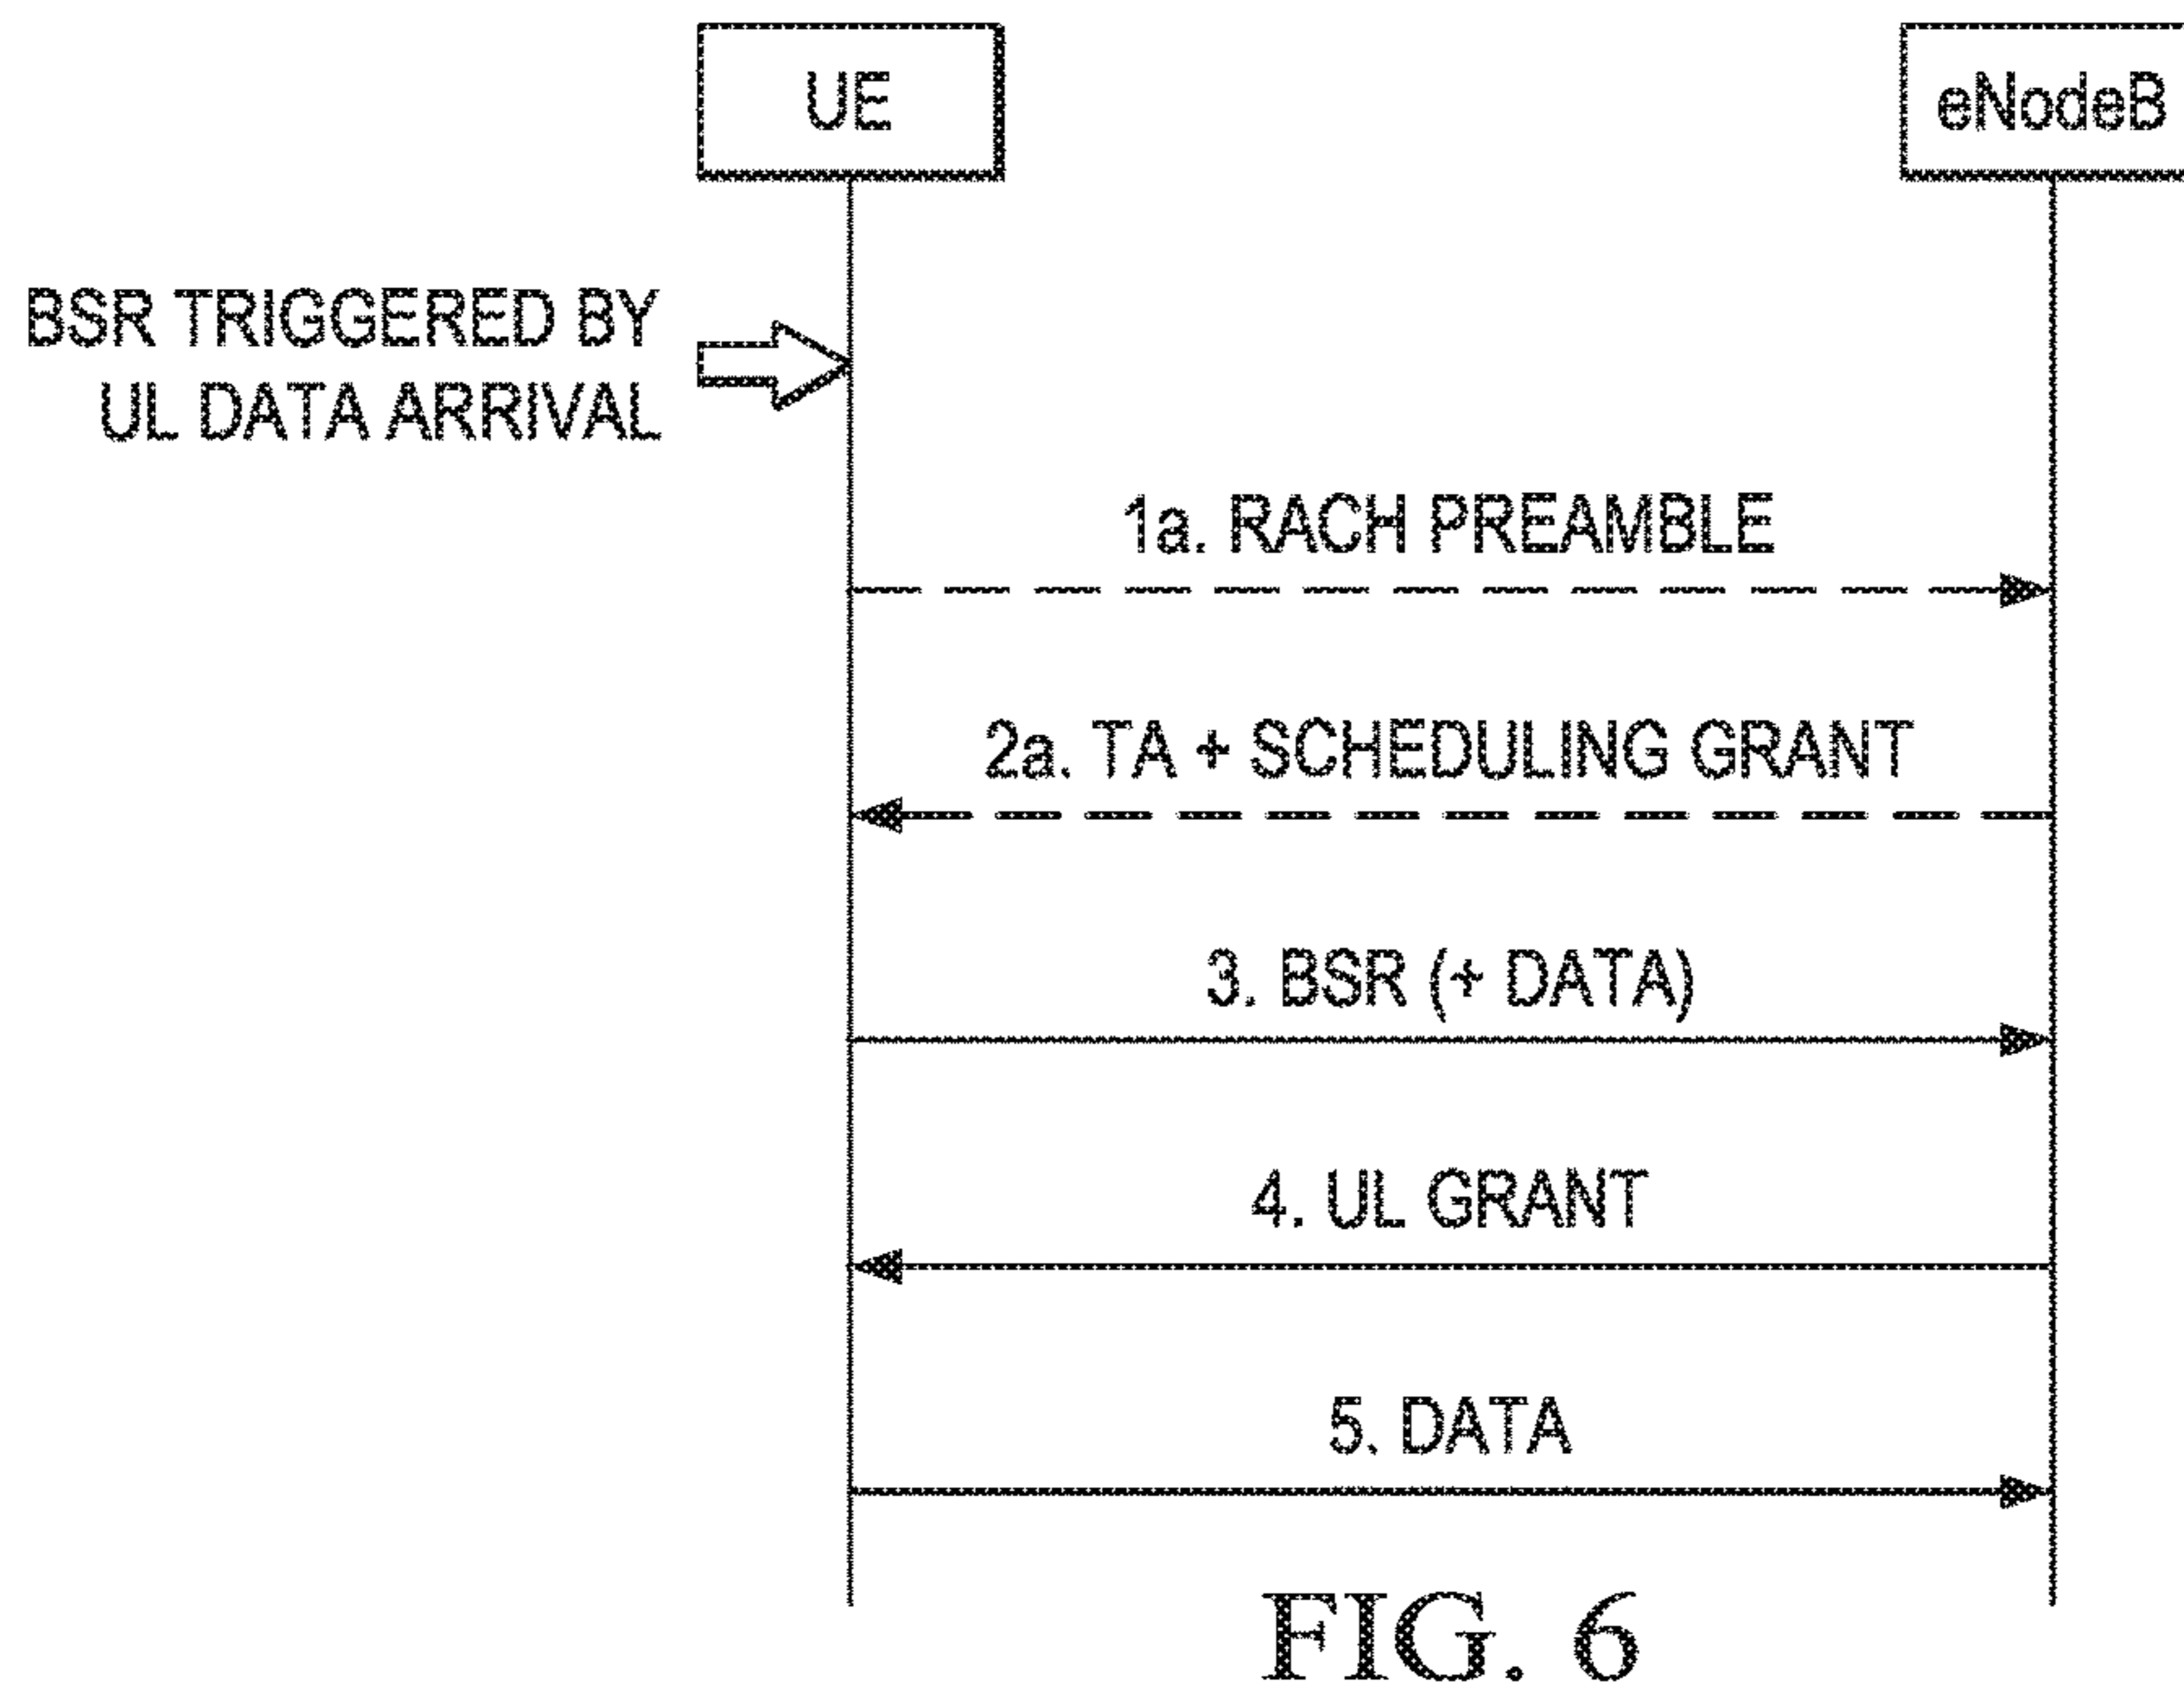 UE
eNodeB
BSR TRIGGERED BY
UL DATA ARRIVAL
1a. RACH PREAMBLE
2a. TA + SCHEDULING GRANT
3. BSR (+ DATA)
4. UL GRANT
5. DATA
FIG. 6